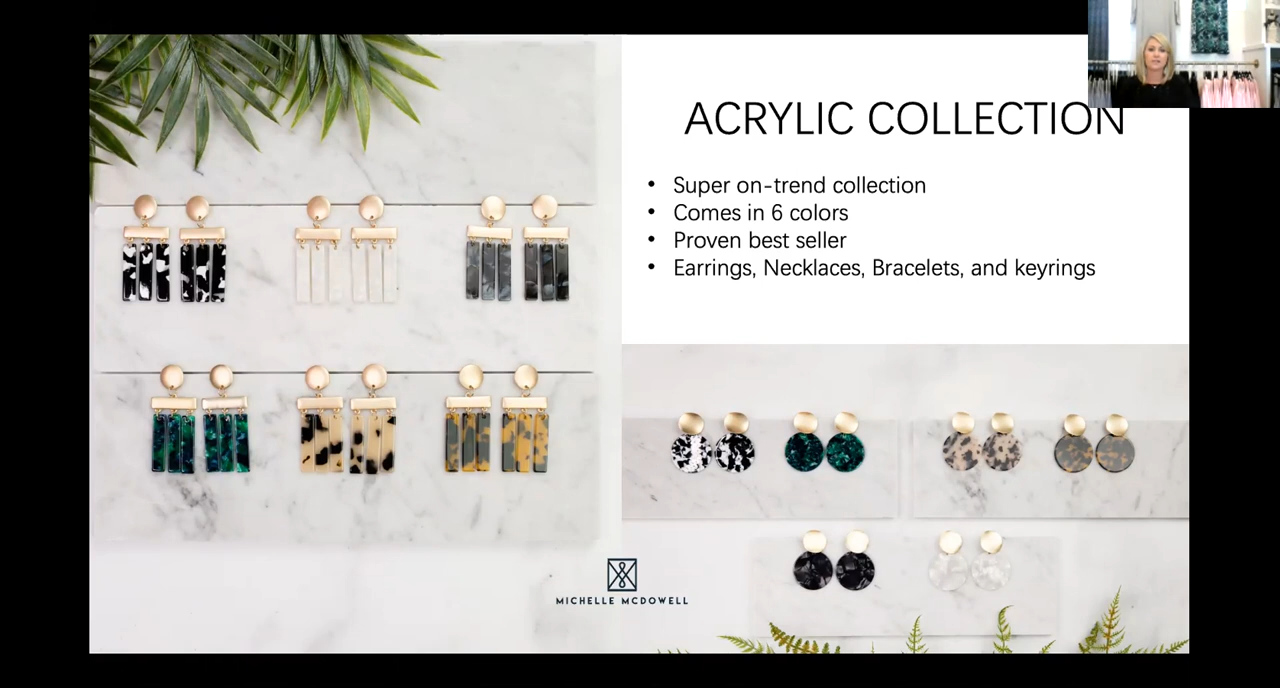 ACRYLIC COLLECTION
• Super on-trend collection
• Comes in 6 colors
• Proven best seller
• Earrings, Necklaces, Bracelets, and keyrings
MICHELLE MCDOWELL